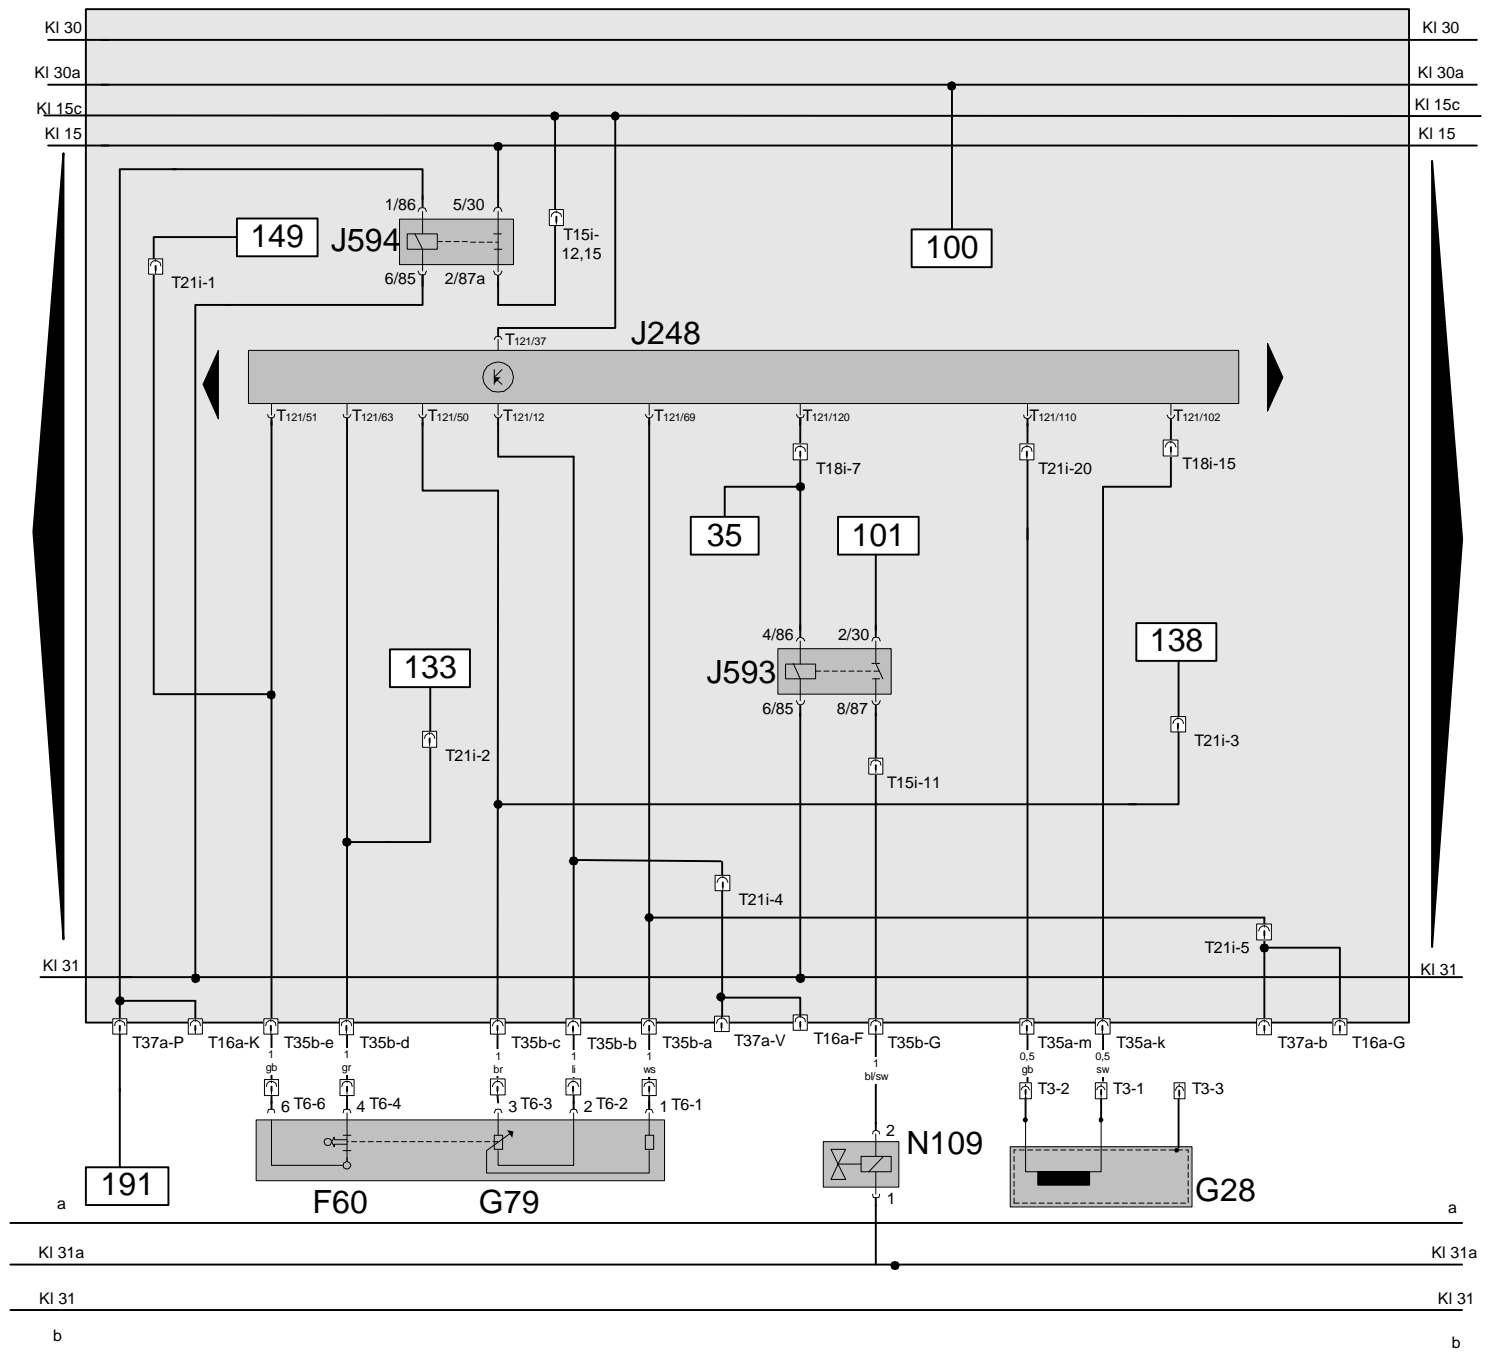 Kl 30 Kl 30
Kl 30a Kl 30a
Kl 15c Kl 15c
Kl 15 Kl 15
1/86 5/30
149 J594 T15i-
12,15
100
T21i-1 6/85 2/87a
T121/37 J248
T121/51 T121/63 T121/50 T121/12 T121/69 T121/120 T121/110 T121/102
T18i-7 T21i-20 T18i-15
35 101
4/86 2/30
133 J593 138
6/85 8/87
T21i-2 T21i-3
T15i-11
T21i-4
T21i-5
Kl 31 Kl 31
T37a-P T16a-K T35b-e T35b-d T35b-c T35b-b T35b-a T37a-V T16a-F T35b-G T35a-m T35a-k T37a-b T16a-G
1 1 1 1 1 1 0,5 0,5
gb gr br li ws bl/sw gb sw
T3-2 T3-1 T3-3
6 T6-6 4 T6-4 3 T6-3 2 T6-2 1 T6-1
2 N109
191 F60 G79 1 G28
a a
Kl 31a Kl 31a
Kl 31 Kl 31
b b